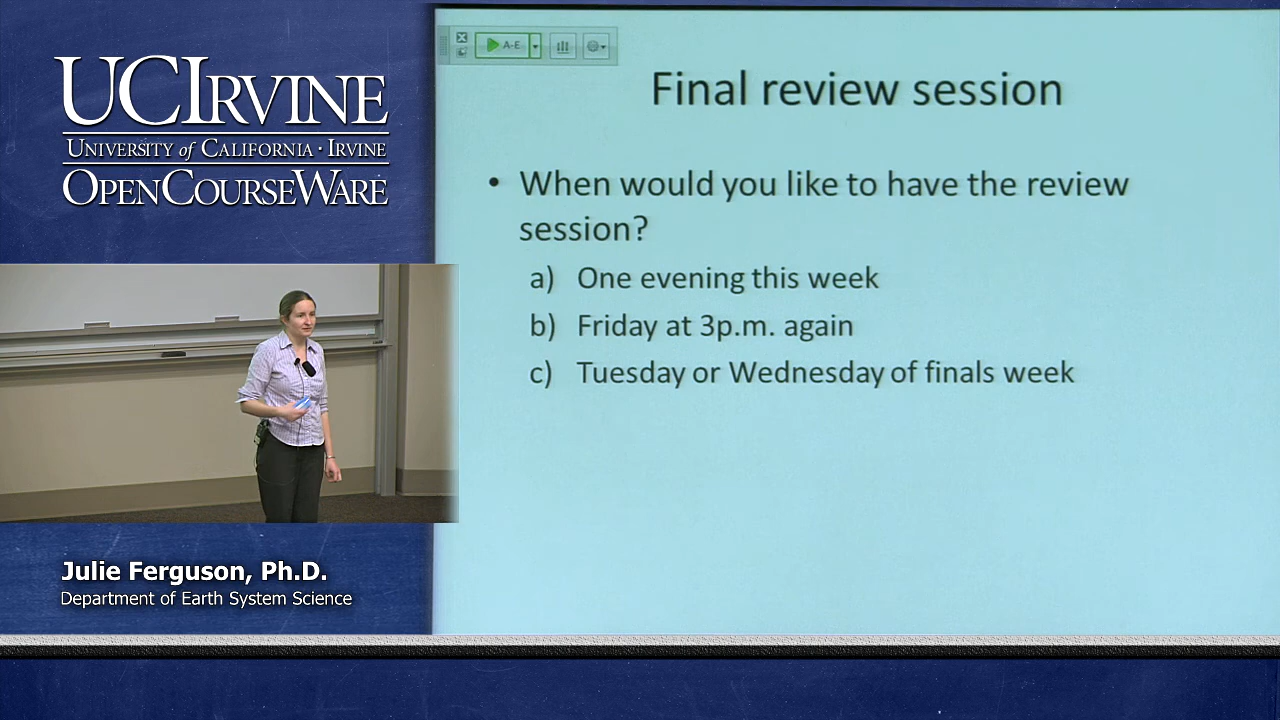 UCIRVINE
UNIVERSITY of CALIFORNIA · IRVINE
OPENCOURSEWARE
A-E
Final review session
• When would you like to have the review
session?
a) One evening this week
b) Friday at 3p.m. again
c) Tuesday or Wednesday of finals week
Julie Ferguson, Ph.D.
Department of Earth System Science